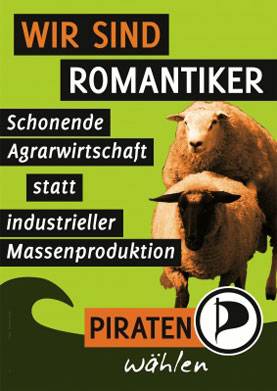 WIR SIND
ROMANTIKER
Schonende
Agrarwirtschaft
statt
industrieller
Massenproduktion
PIRATEN
wählen